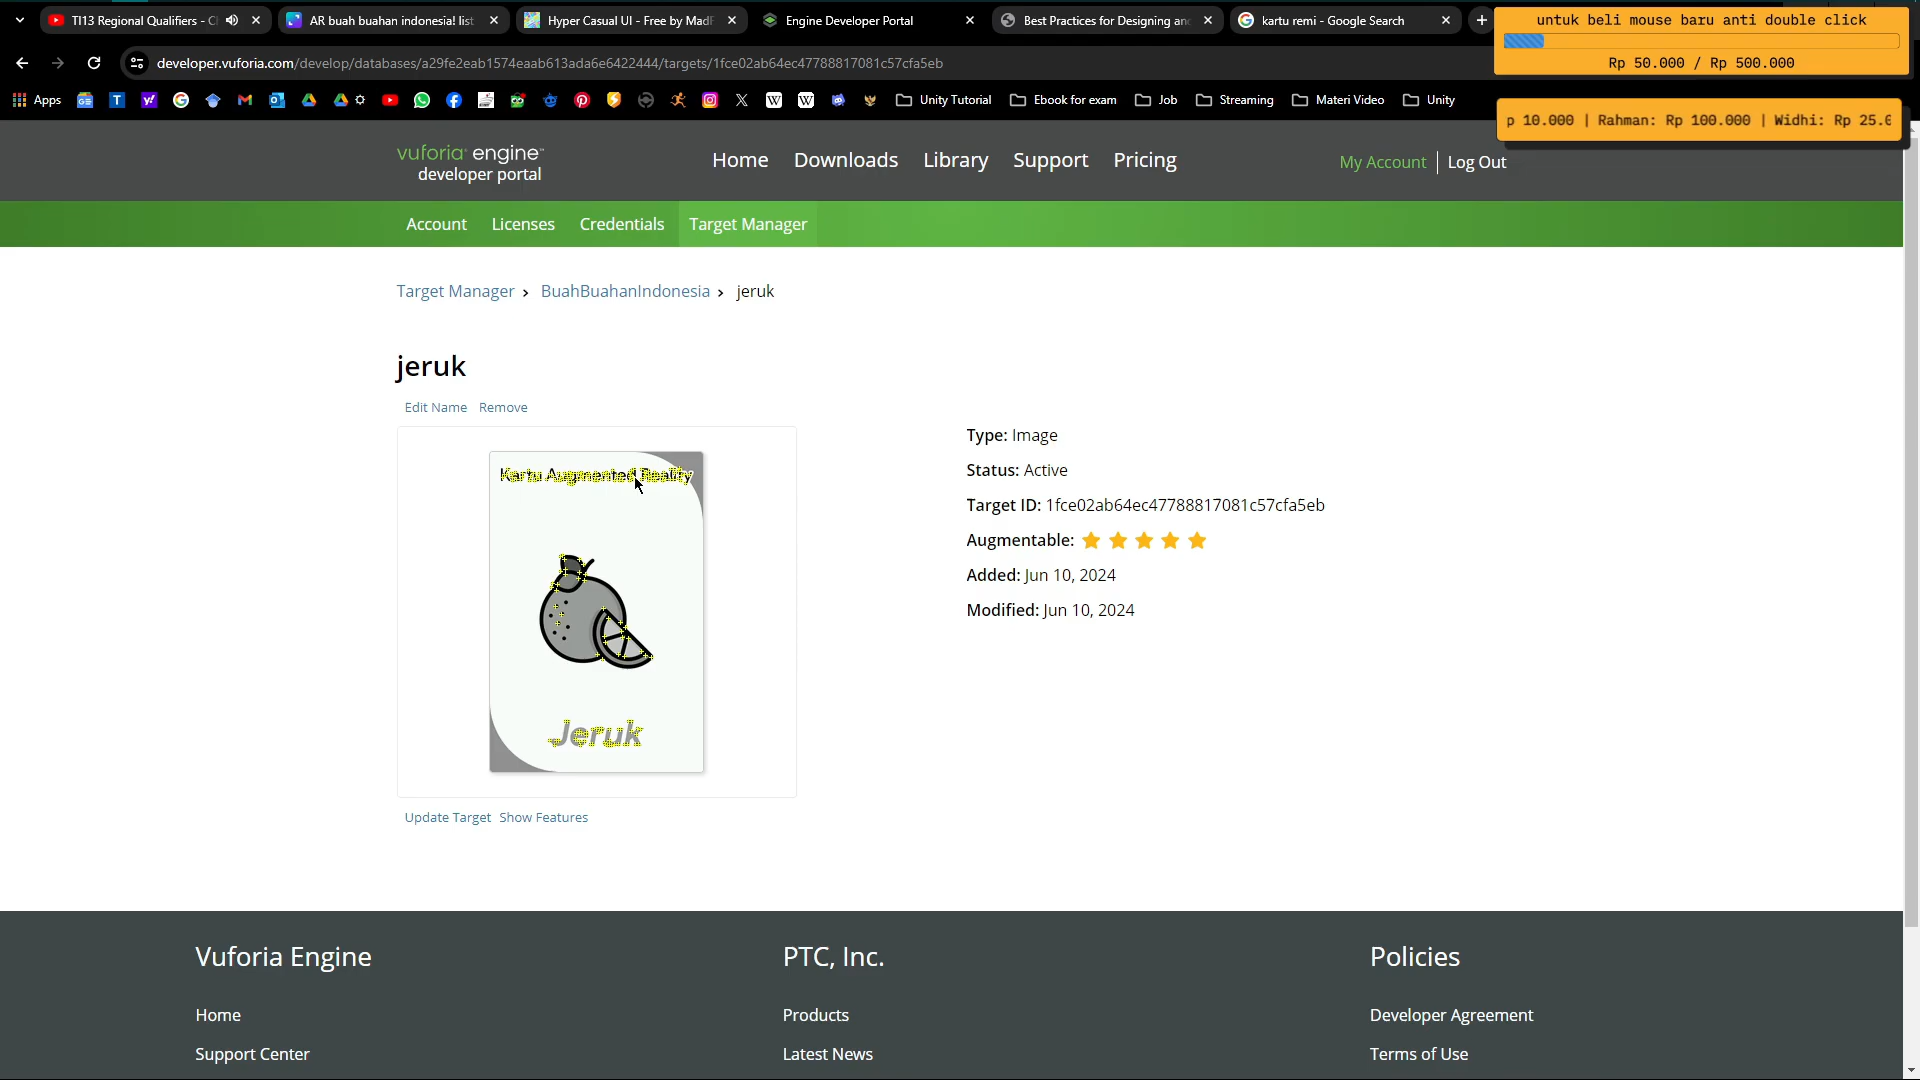 TI13 Regional Qualifiers - C
AR buah buahan indonesia! list
Hyper Casual UI - Free by MadF
Engine Developer Portal
Best Practices for Designing an
kartu remi - Google Search
untuk beli mouse baru anti double click
Rp 50.000 / Rp 500.000
developer.vuforia.com/develop/databases/a29fe2eab1574eaab613ada6e6422444/targets/1fce02ab64ec47788817081c57cfa5eb
Apps
Unity Tutorial
Ebook for exam
Job
Streaming
Materi Video
Unity
p 10.000 | Rahman: Rp 100.000 | Widhi: Rp 25.0
vuforia engine™
developer portal
Home Downloads Library Support Pricing
My Account Log Out
Account Licenses Credentials Target Manager
Target Manager › BuahBuahanIndonesia › jeruk
jeruk
Edit Name Remove
Kartu Augmented Reality
Jeruk
Update Target Show Features
Type: Image
Status: Active
Target ID: 1fce02ab64ec47788817081c57cfa5eb
Augmentable:
Added: Jun 10, 2024
Modified: Jun 10, 2024
Vuforia Engine
Home
Support Center
PTC, Inc.
Products
Latest News
Policies
Developer Agreement
Terms of Use